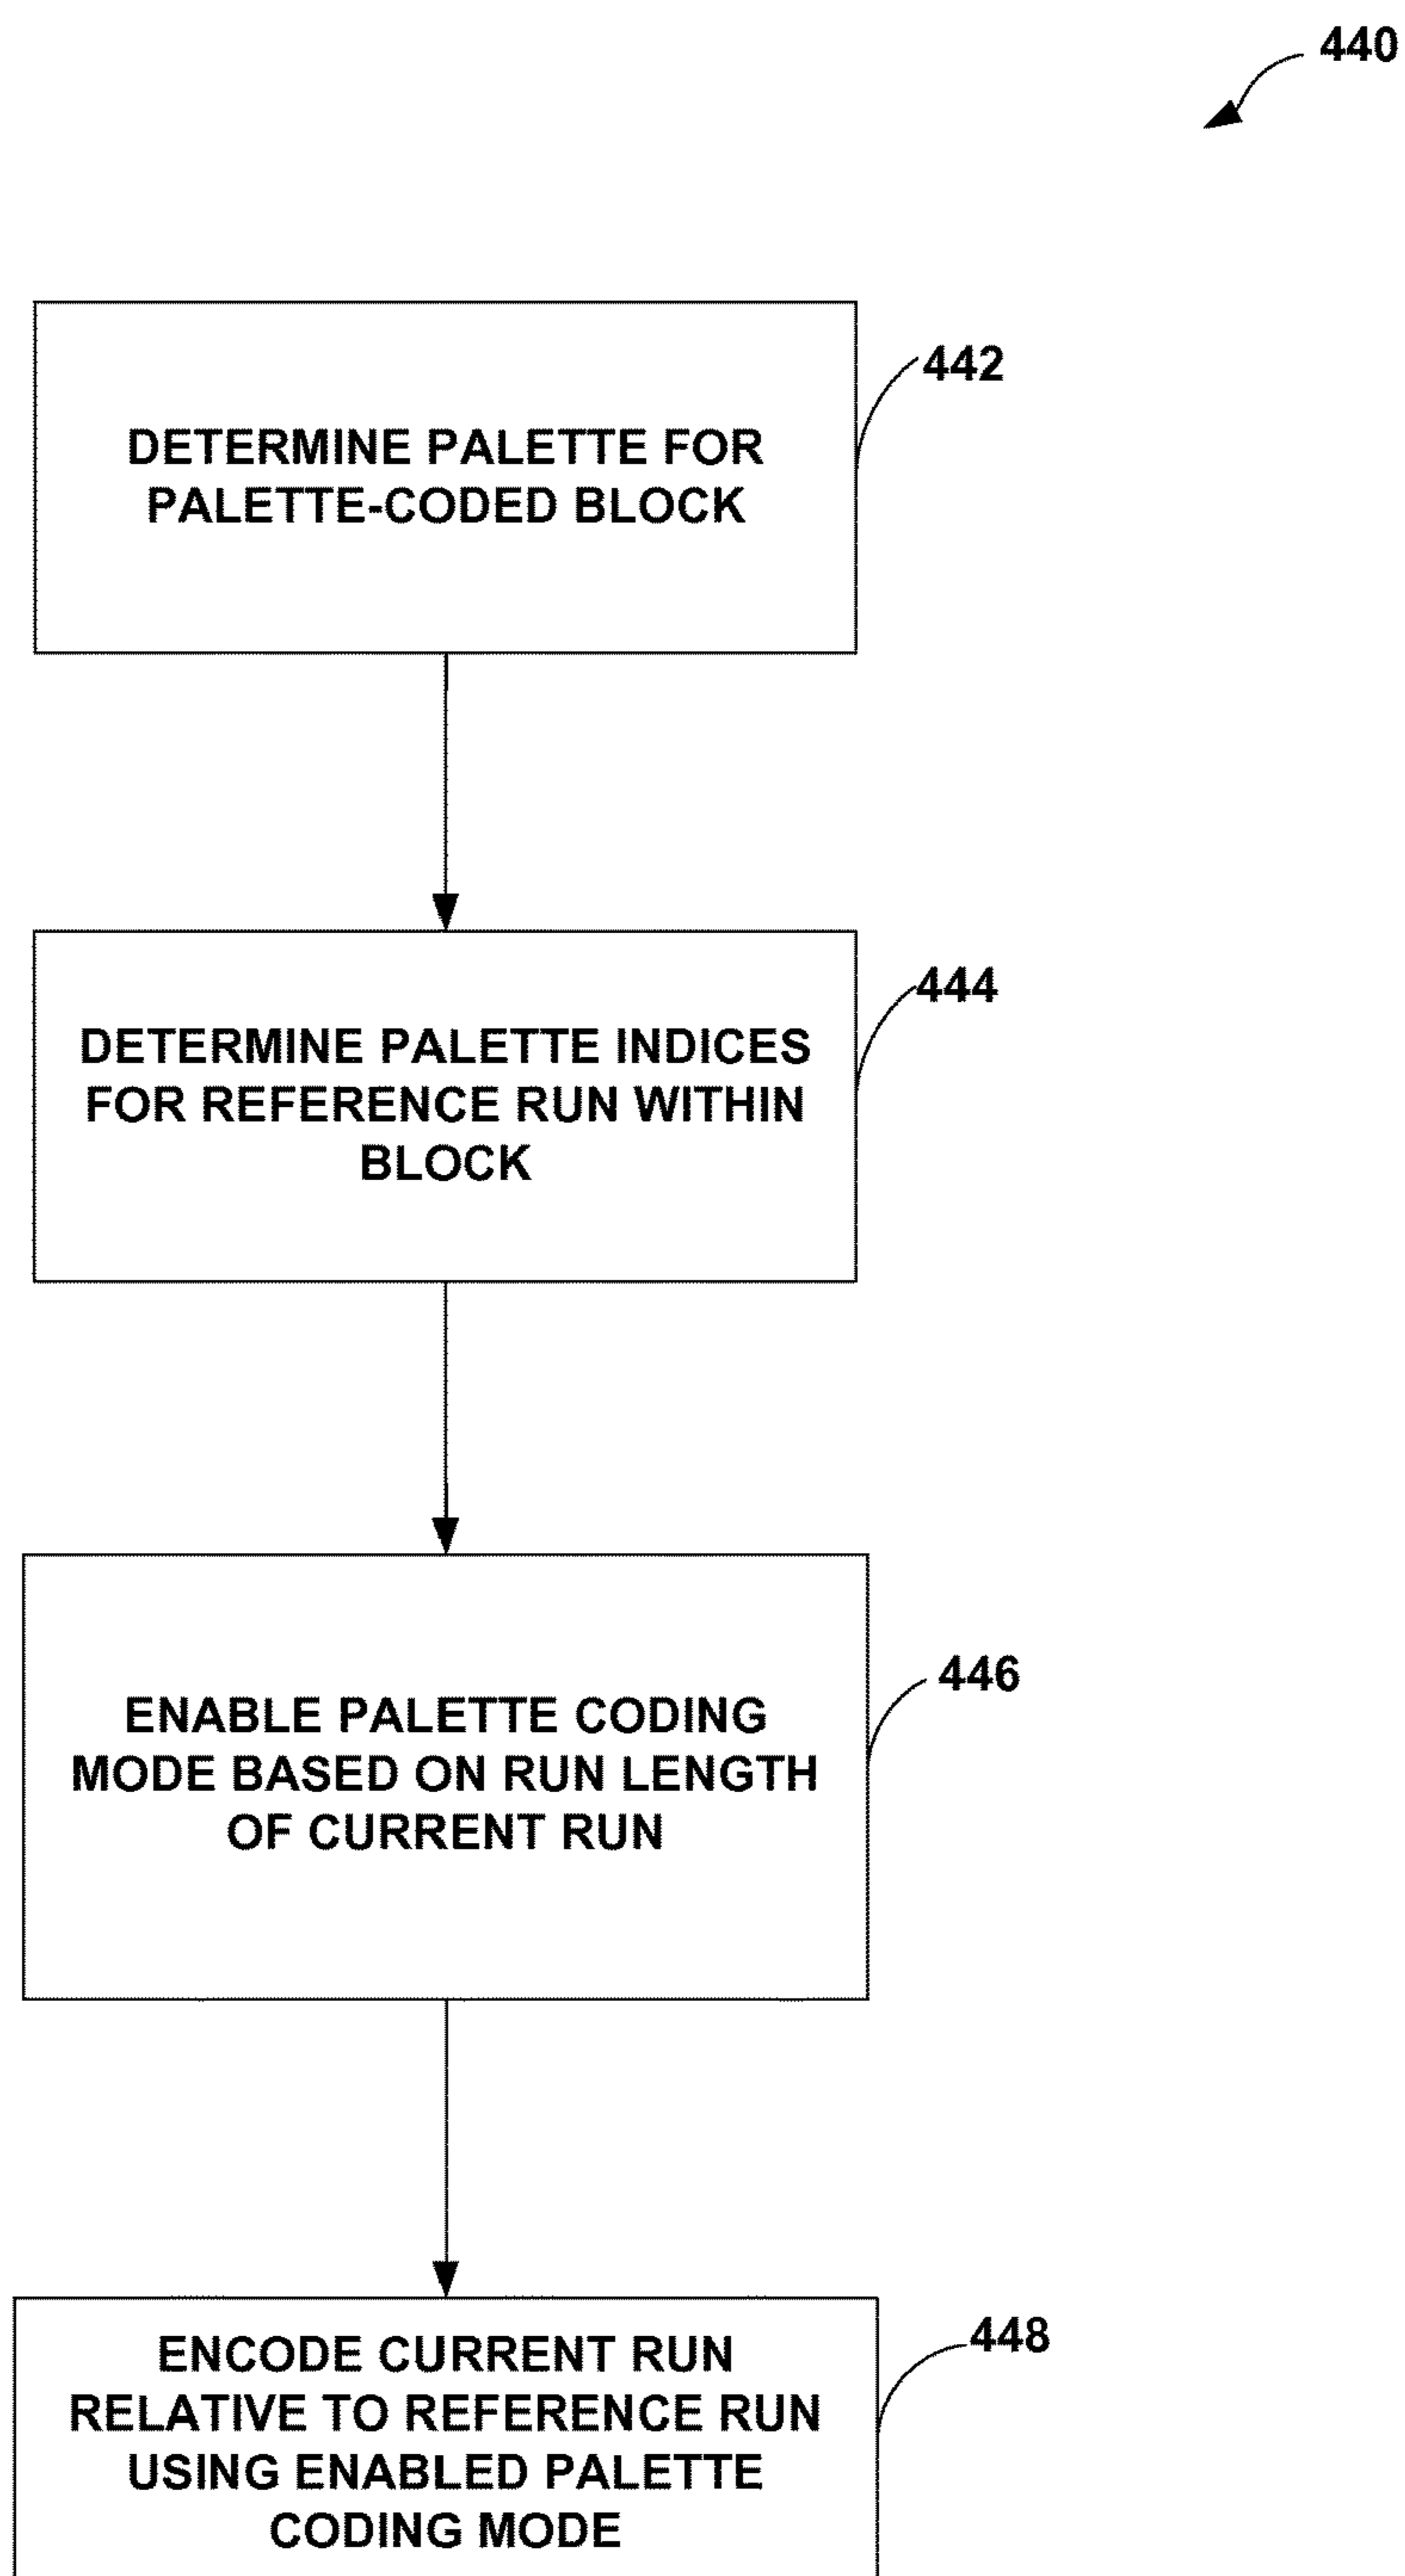 440
442
DETERMINE PALETTE FOR
PALETTE-CODED BLOCK
444
DETERMINE PALETTE INDICES
FOR REFERENCE RUN WITHIN
BLOCK
446
ENABLE PALETTE CODING
MODE BASED ON RUN LENGTH
OF CURRENT RUN
448
ENCODE CURRENT RUN
RELATIVE TO REFERENCE RUN
USING ENABLED PALETTE
CODING MODE